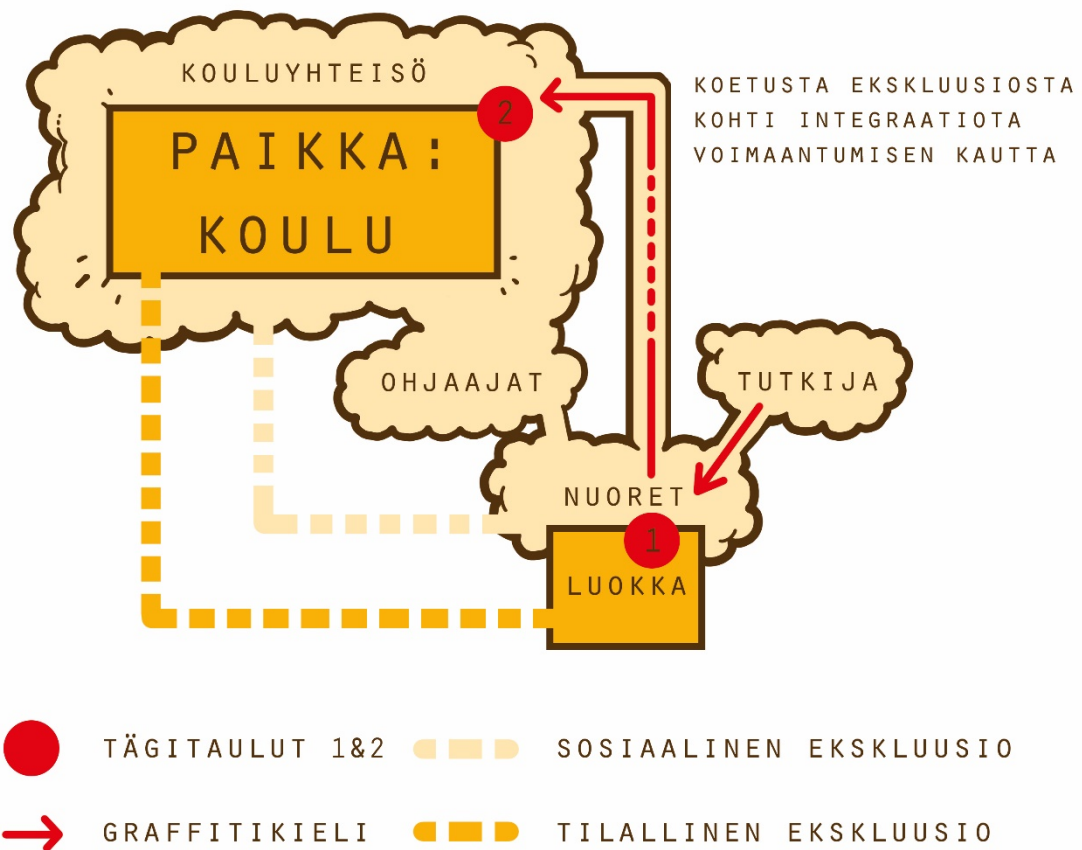 KOULUYHTEISÖ
2
PAIKKA:
KOULU
KOETUSTA EKSKLUUSIOSTA
KOHTI INTEGRAATIOTA
VOIMAANTUMISEN KAUTTA
OHJAAJAT
TUTKIJA
NUORET
1
LUOKKA
TÄGITAULUT 1&2
SOSIAALINEN EKSKLUUSIO
GRAFFITIKIELI
TILALLINEN EKSKLUUSIO